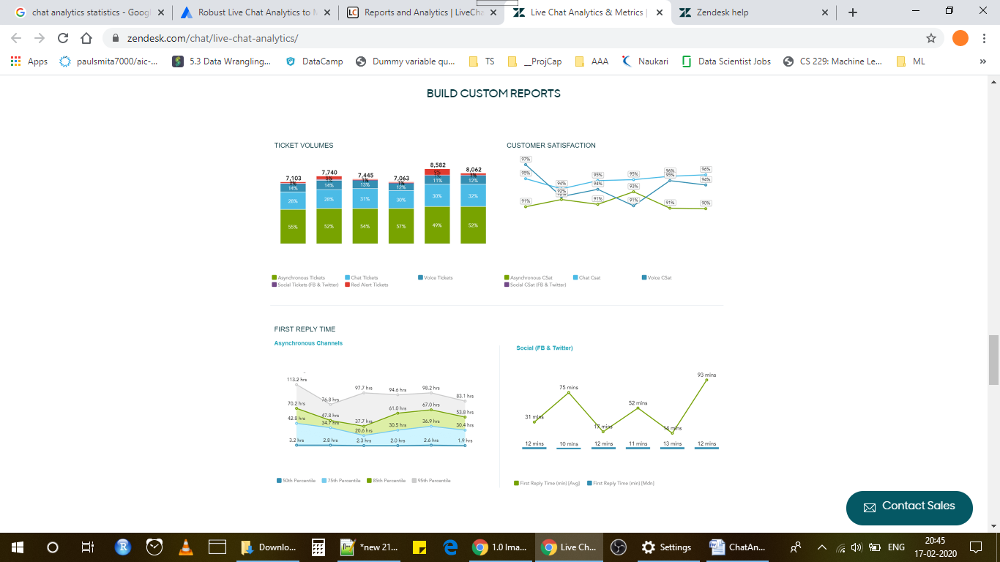 chat analytics statistics - Googl
Robust Live Chat Analytics to M
LC Reports and Analytics | LiveCha
Live Chat Analytics & Metrics |
Zendesk help
zendesk.com/chat/live-chat-analytics/
Apps paulsmita7000/aic-... 5.3 Data Wrangling... DataCamp Dummy variable qu... TS __ProjCap AAA Naukari Data Scientist Jobs CS 229: Machine Le... ML »
BUILD CUSTOM REPORTS
TICKET VOLUMES
7,103 7,740 7,445 7,063 8,582 8,062
14% 14% 13% 12% 11% 12%
28% 28% 31% 30% 30% 32%
55% 52% 54% 57% 49% 52%
Asynchronous Tickets Chat Tickets Voice Tickets
Social Tickets (FB & Twitter) Red Alert Tickets
CUSTOMER SATISFACTION
97%
95% 94% 95% 95% 96% 96%
92% 94% 91% 95% 94%
91% 91% 93% 91% 90%
Asynchronous CSat Chat Csat Voice CSat
Social CSat (FB & Twitter)
FIRST REPLY TIME
Asynchronous Channels
113.2 hrs 76.8 hrs 97.7 hrs 94.6 hrs 98.2 hrs 83.1 hrs
70.2 hrs 47.8 hrs 37.7 hrs 61.0 hrs 67.0 hrs 53.8 hrs
42.8 hrs 34.7 hrs 20.6 hrs 30.5 hrs 36.9 hrs 30.4 hrs
3.2 hrs 2.8 hrs 2.3 hrs 2.0 hrs 2.6 hrs 1.9 hrs
50th Percentile 75th Percentile 85th Percentile 95th Percentile
Social (FB & Twitter)
31 mins 75 mins 17 mins 52 mins 14 mins 93 mins
12 mins 10 mins 12 mins 11 mins 13 mins 12 mins
First Reply Time (min) [Avg] First Reply Time (min) [Mdn]
Contact Sales
R Downlo... *new 21... 1.0 Ima... Live Ch... Settings ChatAn... ENG
20:45
17-02-2020